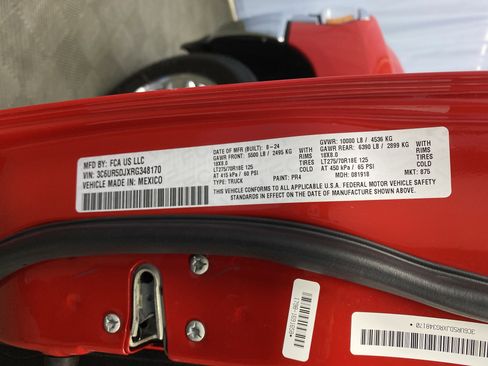 MFD BY: FCA US LLC
VIN: 3C6UR5DJXRG348170
VEHICLE MADE IN: MEXICO
DATE OF MFR (BUILT): 8-24
GAWR FRONT: 5500 LB / 2495 KG
18X8.0 WITH RIMS
LT275/70R18E 125 TIRES
AT 415 kPa / 60 PSI
TYPE: TRUCK
PAINT: PR4
GVWR: 10000 LB / 4536 KG
GAWR REAR: 6390 LB / 2899 KG
18X8.0 WITH RIMS
LT275/70R18E 125 TIRES
AT 450 kPa / 65 PSI
MDH: 081918
MKT: 875
THIS VEHICLE CONFORMS TO ALL APPLICABLE U.S.A. FEDERAL MOTOR VEHICLE SAFETY
STANDARDS IN EFFECT ON THE DATE OF MANUFACTURE SHOWN ABOVE
*3C6UR5DJXRG348170*